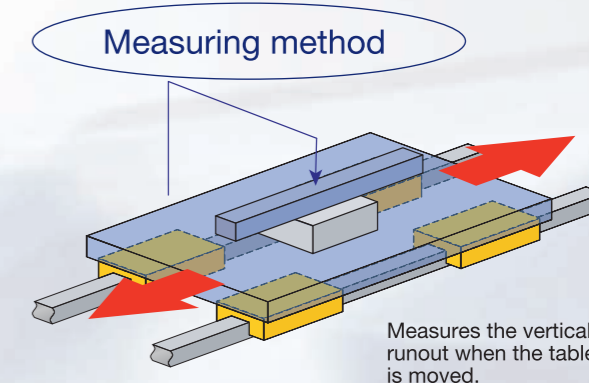 Measuring method
Measures the vertical
runout when the table
is moved.